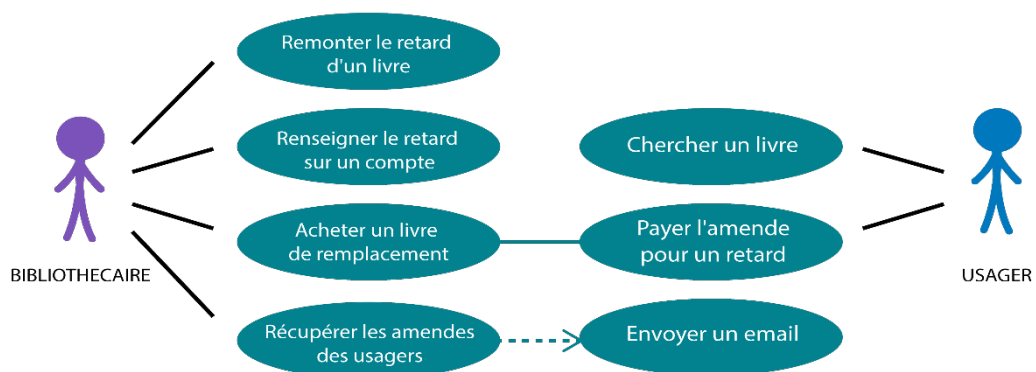 Remonter le retard
d'un livre
Renseigner le retard
sur un compte
Chercher un livre
Acheter un livre
de remplacement
Payer l'amende
pour un retard
BIBLIOTHECAIRE
USAGER
Récupérer les amendes
des usagers
Envoyer un email